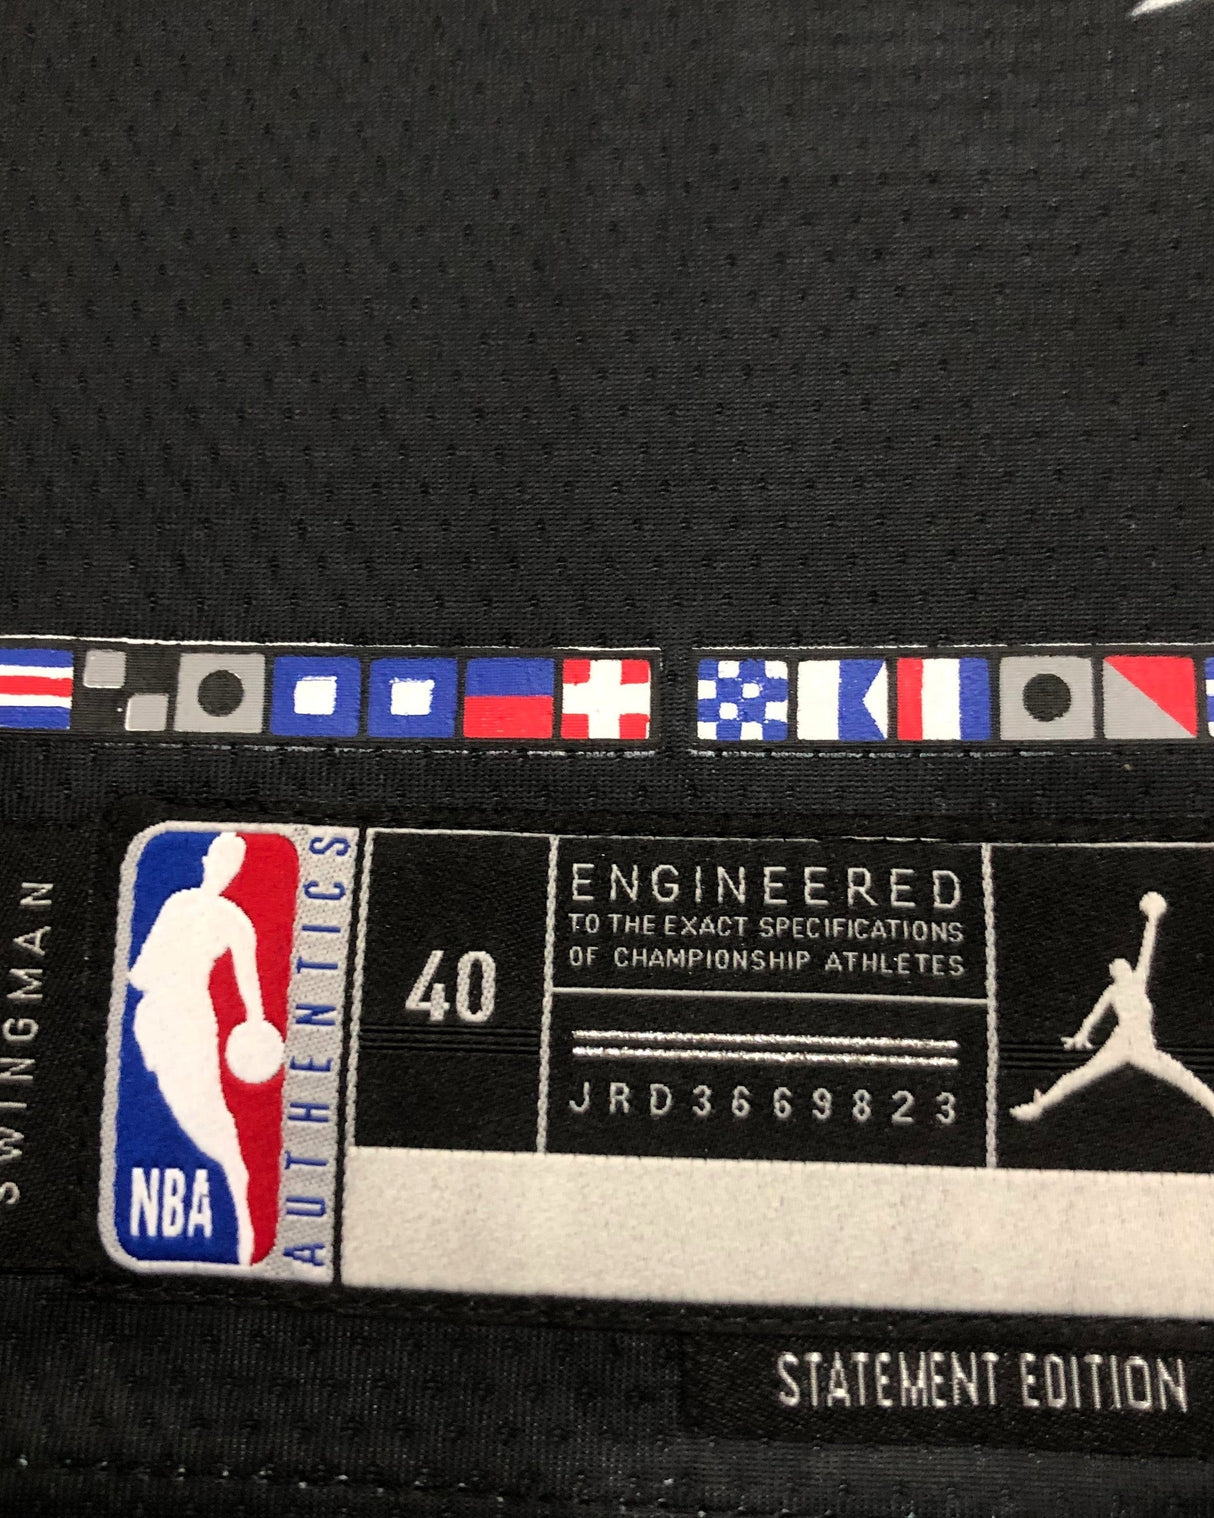 SWINGMAN
NBA
AUTHENTICS
40
ENGINEERED
TO THE EXACT SPECIFICATIONS
OF CHAMPIONSHIP ATHLETES
JRD3669823
STATEMENT EDITION